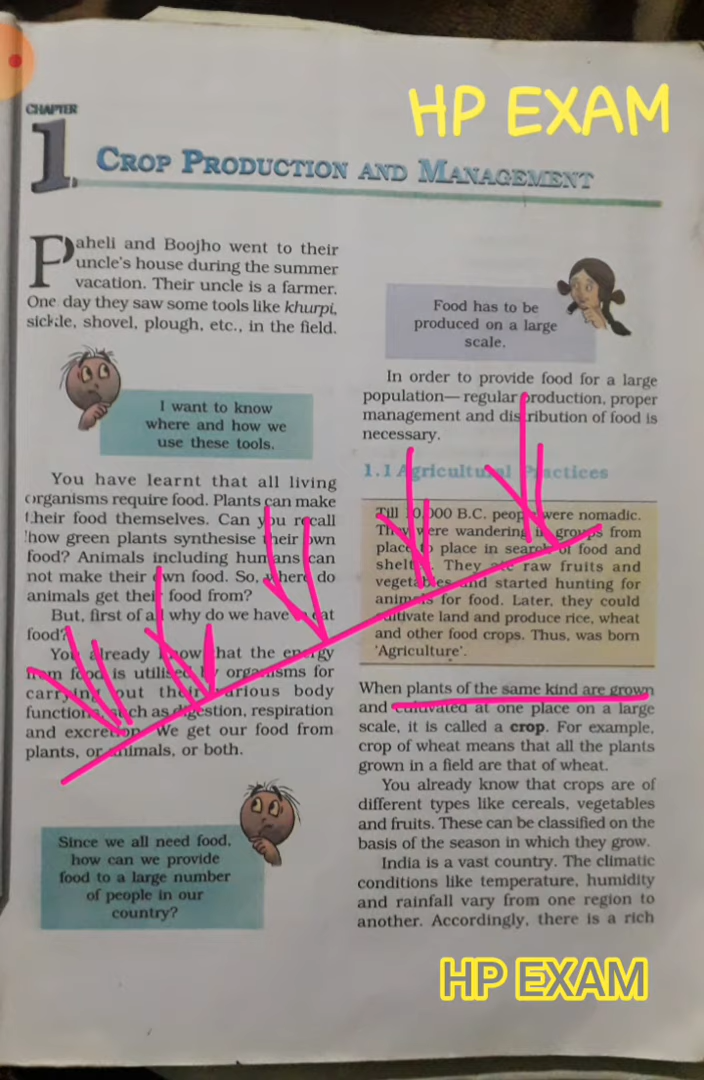 HP EXAM
CHAPTER
1
CROP PRODUCTION AND MANAGEMENT
Paheli and Boojho went to their
uncle's house during the summer
vacation. Their uncle is a farmer.
One day they saw some tools like khurpi,
sickle, shovel, plough, etc., in the field.
I want to know
where and how we
use these tools.
You have learnt that all living
organisms require food. Plants can make
their food themselves. Can you recall
how green plants synthesise their own
food? Animals including humans can
not make their own food. So, where do
animals get their food from?
But, first of all why do we have to eat
food?
You already know that the energy
from food is utilised by organisms for
carrying out their various body
functions, such as digestion, respiration
and excretion. We get our food from
plants, or animals, or both.
Since we all need food,
how can we provide
food to a large number
of people in our
country?
Food has to be
produced on a large
scale.
In order to provide food for a large
population— regular production, proper
management and distribution of food is
necessary.
1.1 Agricultural Practices
Till 10,000 B.C. people were nomadic.
They were wandering in groups from
place to place in search of food and
shelter. They ate raw fruits and
vegetables and started hunting for
animals for food. Later, they could
cultivate land and produce rice, wheat
and other food crops. Thus, was born
'Agriculture'.
When plants of the same kind are grown
and cultivated at one place on a large
scale, it is called a crop. For example,
crop of wheat means that all the plants
grown in a field are that of wheat.
You already know that crops are of
different types like cereals, vegetables
and fruits. These can be classified on the
basis of the season in which they grow.
India is a vast country. The climatic
conditions like temperature, humidity
and rainfall vary from one region to
another. Accordingly, there is a rich
HP EXAM